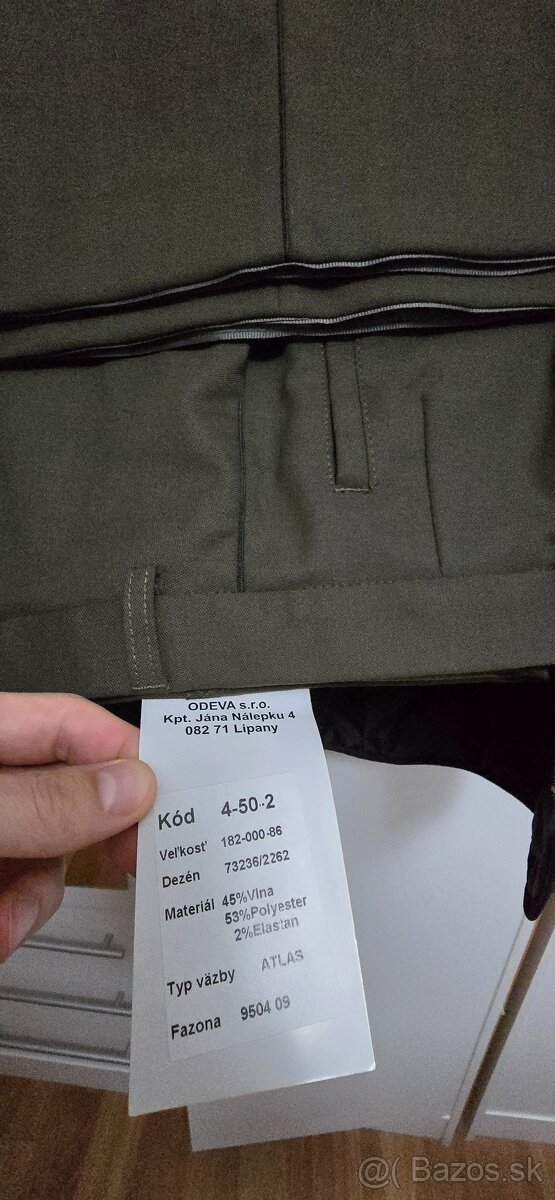 ODEVA s.r.o.
Kpt. Jána Nálepku 4
082 71 Lipany
Kód 4-50-2
Veľkosť 182-000-86
Dezén 73236/2262
Materiál 45%Vlna
53%Polyester
2%Elastan
Typ väzby ATLAS
Fazona 9504 09
@( Bazos.sk